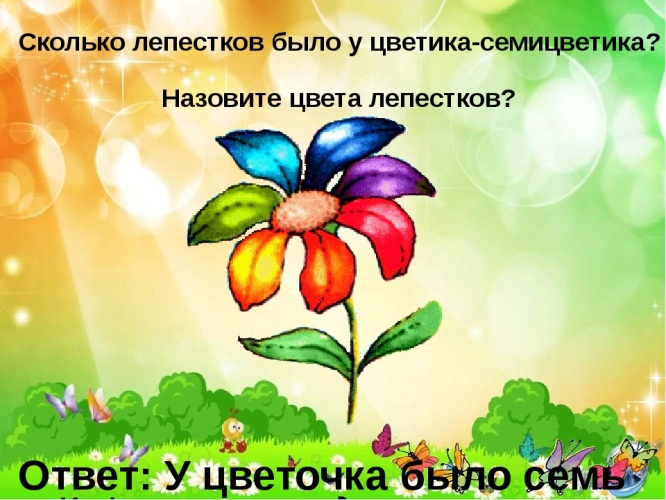 Сколько лепестков было у цветика-семицветика?
Назовите цвета лепестков?
Ответ: У цветочка было семь